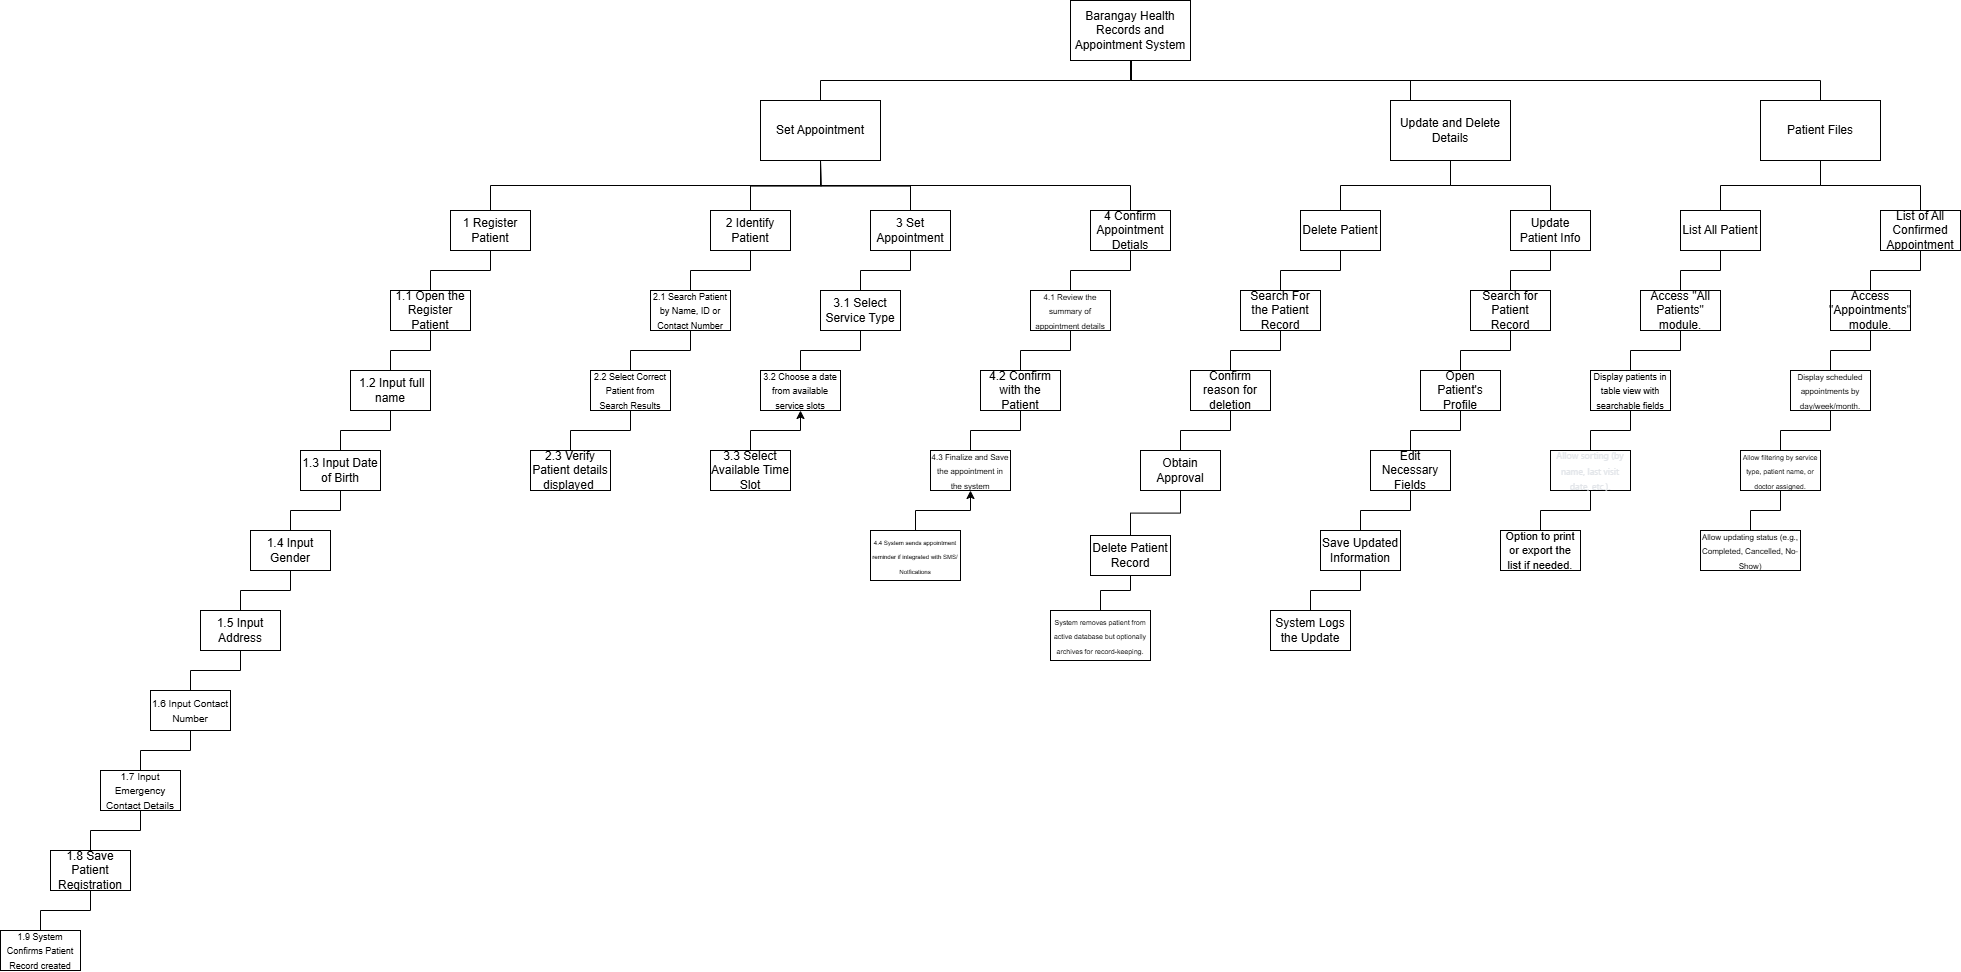 Barangay Health
Records and
Appointment System
Set Appointment
Update and Delete
Details
Patient Files
1 Register
Patient
2 Identify
Patient
3 Set
Appointment
4 Confirm
Appointment
Detials
Delete Patient
Update
Patient Info
List All Patient
List of All
Confirmed
Appointment
1.1 Open the
Register
Patient
2.1 Search Patient
by Name, ID or
Contact Number
3.1 Select
Service Type
4.1 Review the
summary of
appointment details
Search For
the Patient
Record
Search for
Patient
Record
Access "All
Patients"
module.
Access
"Appointments"
module.
1.2 Input full
name
2.2 Select Correct
Patient from
Search Results
3.2 Choose a date
from available
service slots
4.2 Confirm
with the
Patient
Confirm
reason for
deletion
Open
Patient's
Profile
Display patients in
table view with
searchable fields
Display scheduled
appointments by
day/week/month.
1.3 Input Date
of Birth
2.3 Verify
Patient details
displayed
3.3 Select
Available Time
Slot
4.3 Finalize and Save
the appointment in
the system
Obtain
Approval
Edit
Necessary
Fields
Allow sorting (by
name, last visit
date, etc.)
Allow filtering by service
type, patient name, or
doctor assigned.
1.4 Input
Gender
4.4 System sends appointment
reminder if integrated with SMS/
Notifications
Delete Patient
Record
Save Updated
Information
Option to print
or export the
list if needed.
Allow updating status (e.g.,
Completed, Cancelled, No-
Show)
1.5 Input
Address
System removes patient from
active database but optionally
archives for record-keeping.
System Logs
the Update
1.6 Input Contact
Number
1.7 Input
Emergency
Contact Details
1.8 Save
Patient
Registration
1.9 System
Confirms Patient
Record created